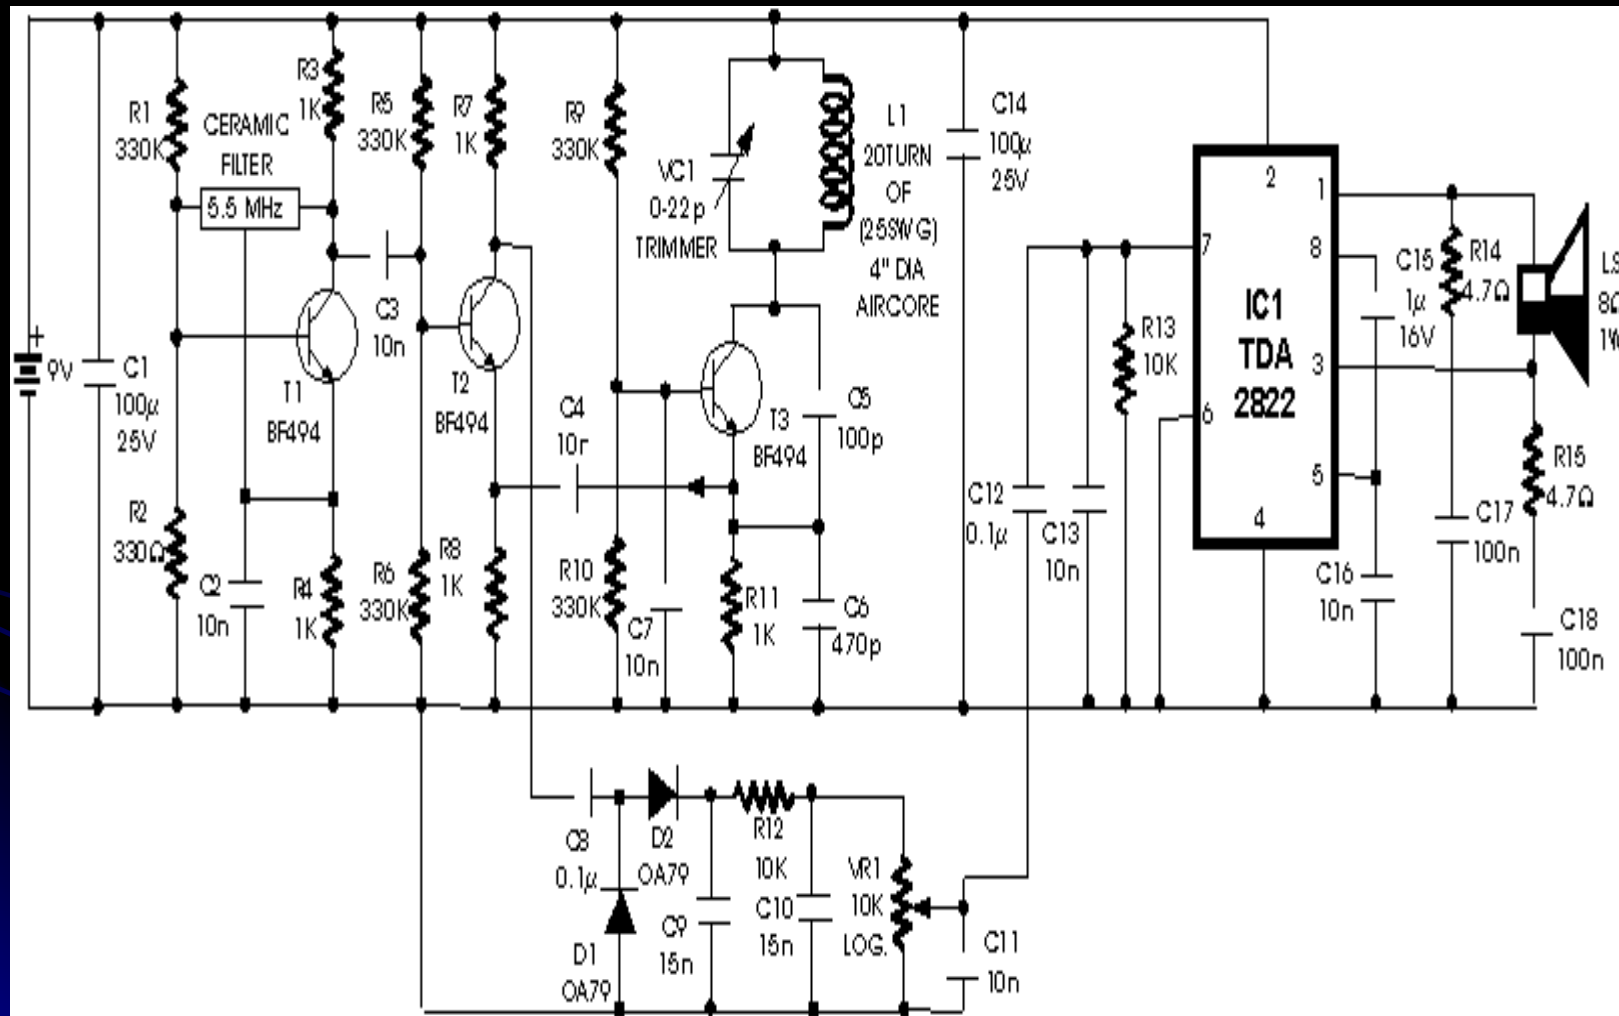 +
9V
C1
100μ
25V
R1
330K
CERAMIC
FILTER
5.5 MHz
R2
330Ω
C2
10n
R3
1K
T1
BF494
R4
1K
C3
10n
R5
330K
R6
330K
R7
1K
T2
BF494
R8
1K
C4
10r
R9
330K
R10
330K
C7
10n
VC1
0-22p
TRIMMER
L1
20TURN
OF
(25SWG)
4" DIA
AIRCORE
T3
BF494
C5
100p
R11
1K
C6
470p
C14
100μ
25V
C12
0.1μ
C13
10n
R13
10K
IC1
TDA
2822
2
1
8
7
3
6
5
4
C15
1μ
16V
R14
4.7Ω
C16
10n
C17
100n
R15
4.7Ω
C18
100n
LS
8Ω
1W
C8
0.1μ
D2
OA79
D1
OA79
C9
15n
R12
10K
C10
15n
VR1
10K
LOG.
C11
10n